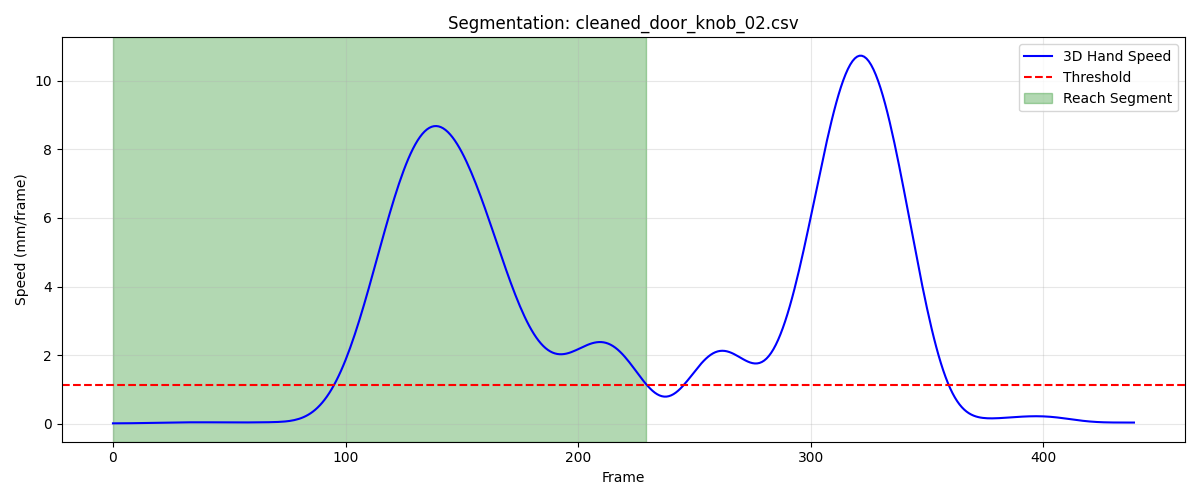 Segmentation: cleaned_door_knob_02.csv
3D Hand Speed
Threshold
Reach Segment
Speed (mm/frame)
10
8
6
4
2
0
0 100 200 300 400
Frame